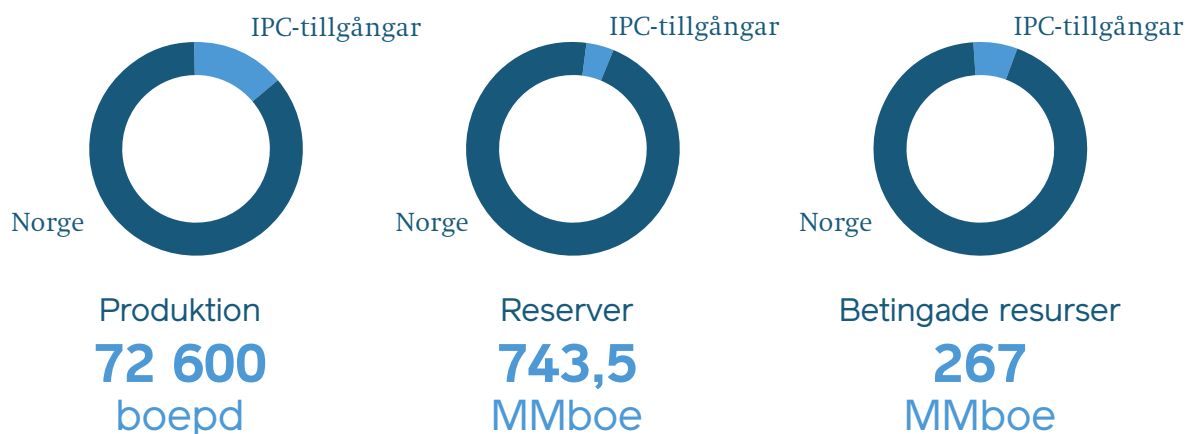 IPC-tillgångar
Norge
Produktion
72 600
boepd
IPC-tillgångar
Norge
Reserver
743,5
MMboe
IPC-tillgångar
Norge
Betingade resurser
267
MMboe